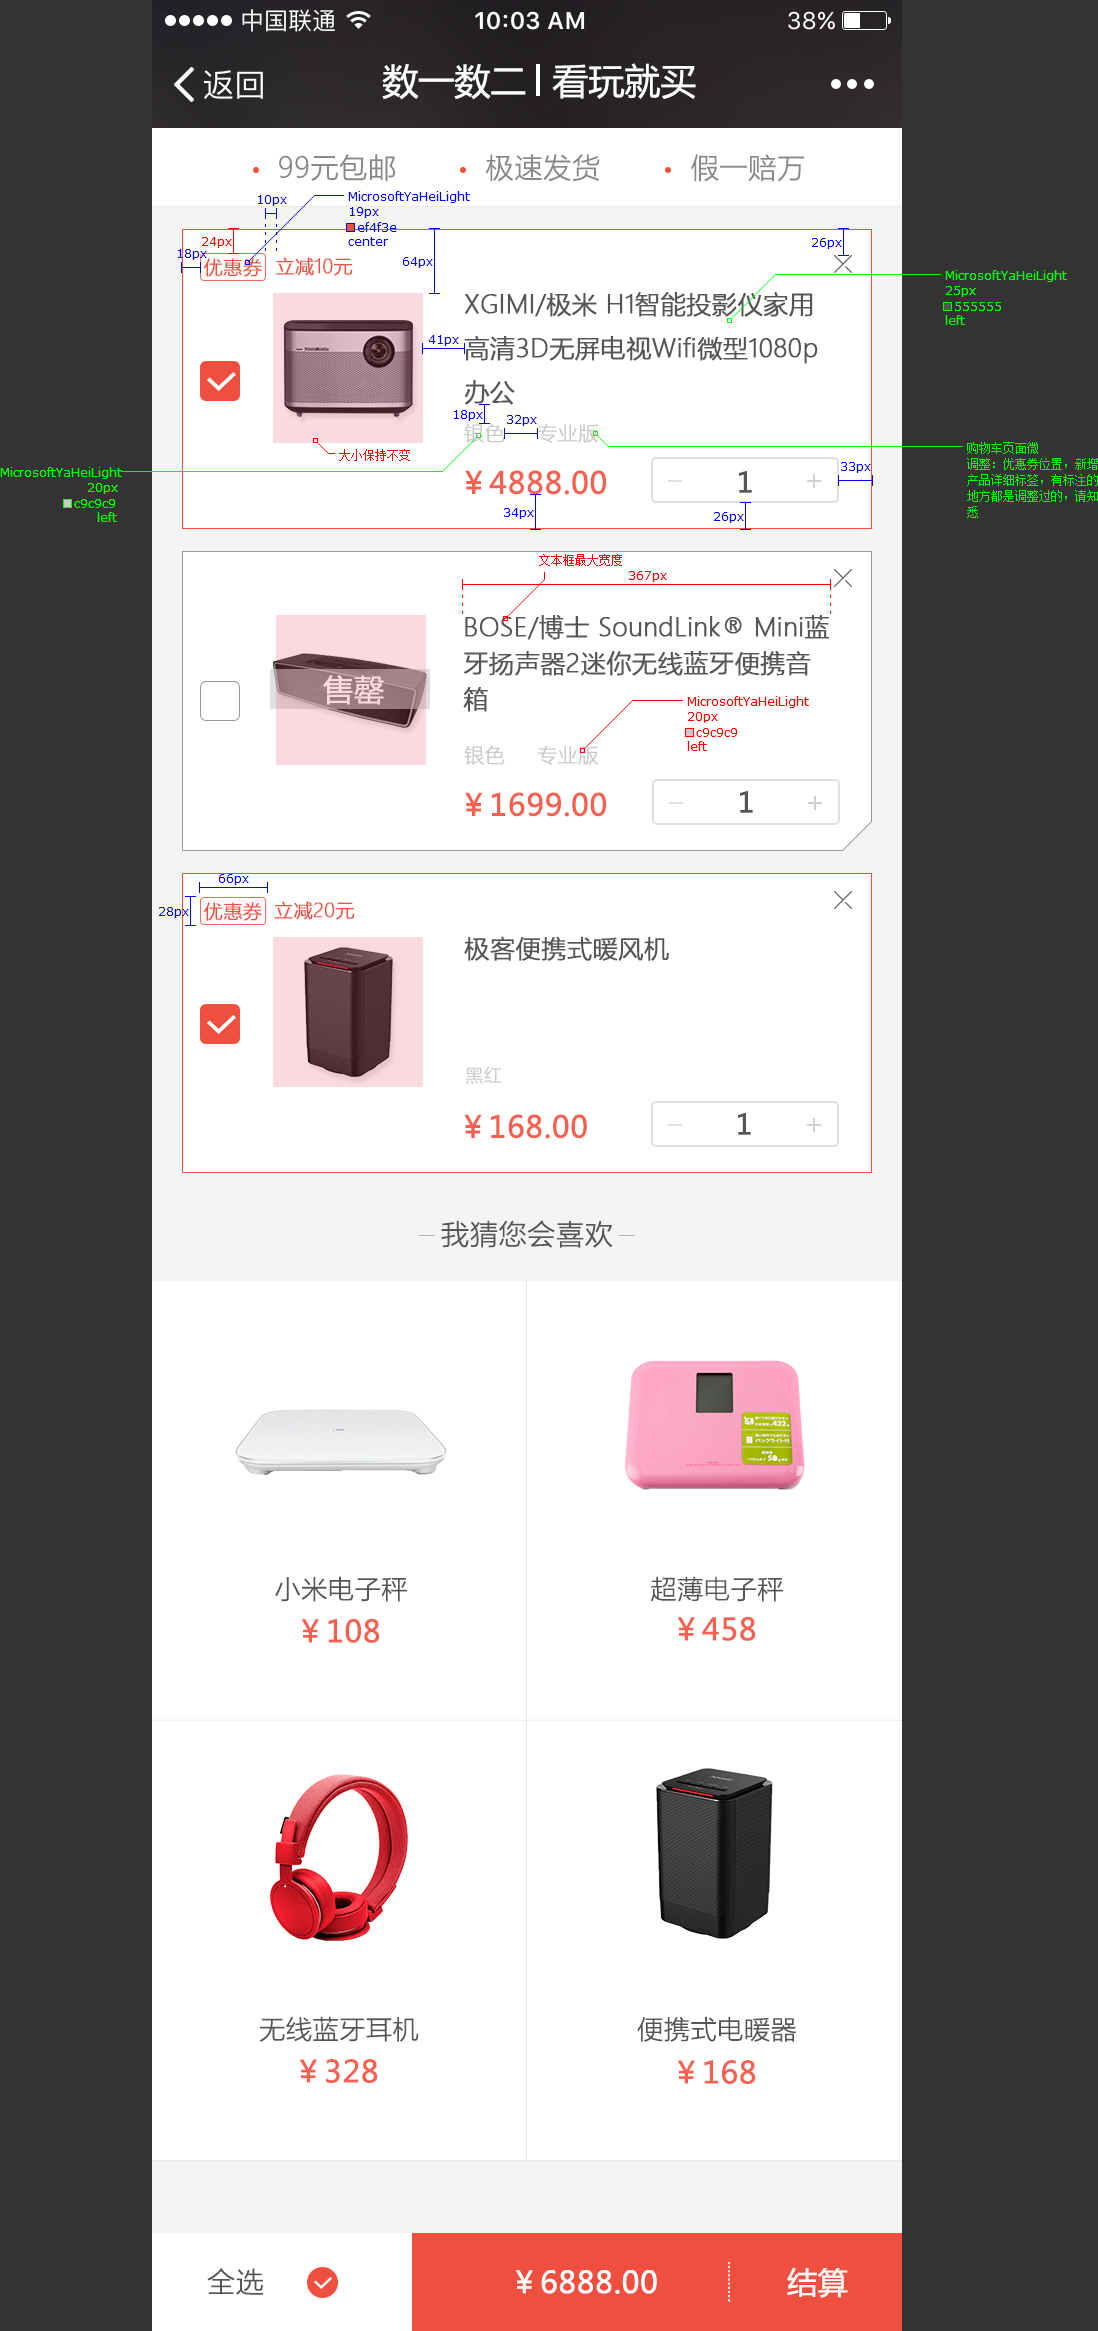 中国联通
10:03 AM
38%
返回
数一数二 | 看玩就买
99元包邮
极速发货
假一赔万
10px
MicrosoftYaHeiLight
19px
ef4f3e
center
24px
18px
64px
26px
优惠券 立减10元
MicrosoftYaHeiLight
25px
555555
left
XGIMI/极米 H1智能投影仪家用
高清3D无屏电视Wifi微型1080p
办公
41px
18px
32px
银色 专业版
大小保持不变
MicrosoftYaHeiLight
20px
c9c9c9
left
购物车页面微
调整:优惠券位置,新增
产品详细标签,有标注的
地方都是调整过的,请知
悉
33px
¥4888.00
1
34px
26px
文本框最大宽度
367px
BOSE/博士 SoundLink® Mini蓝
牙扬声器2迷你无线蓝牙便携音
箱
售罄
MicrosoftYaHeiLight
20px
c9c9c9
left
银色 专业版
¥1699.00
1
66px
28px
优惠券 立减20元
极客便携式暖风机
黑红
¥168.00
1
我猜您会喜欢
小米电子秤
¥108
超薄电子秤
¥458
无线蓝牙耳机
¥328
便携式电暖器
¥168
全选
¥6888.00
结算